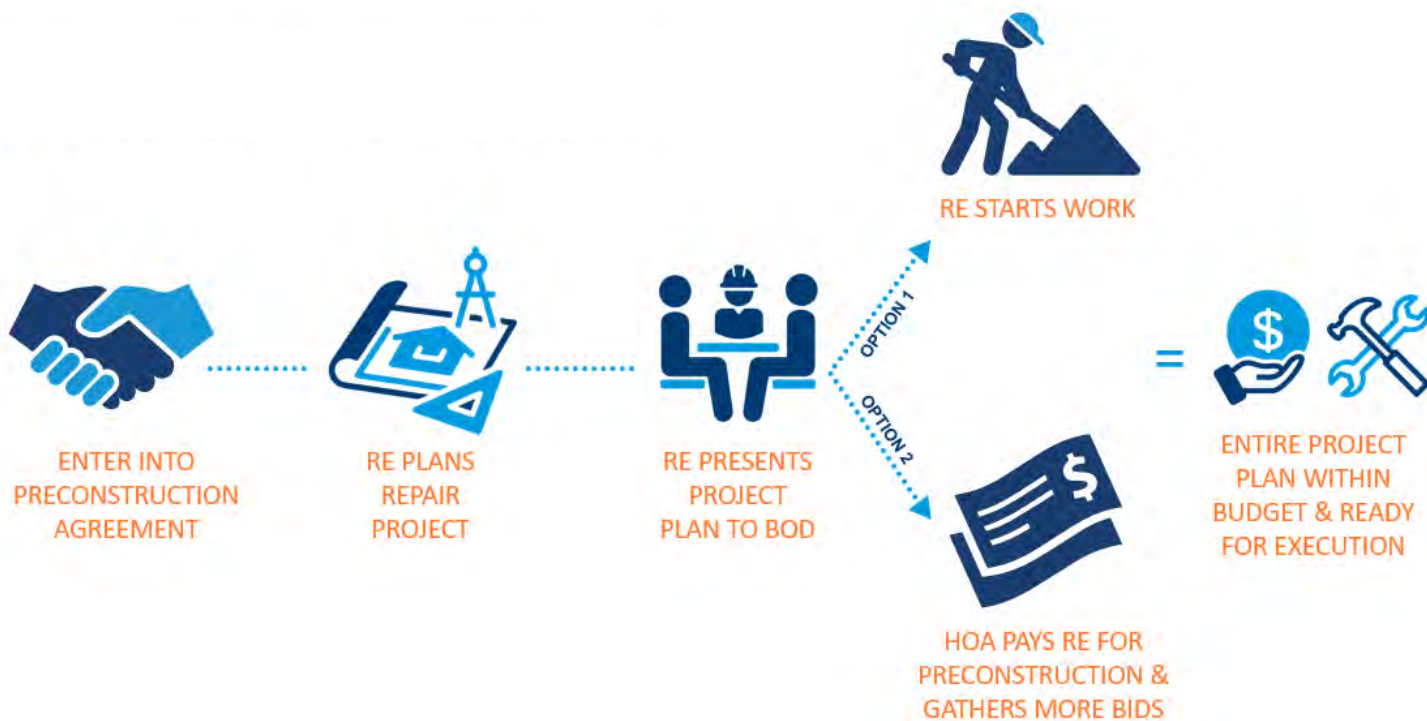 ENTER INTO
PRECONSTRUCTION
AGREEMENT
RE PLANS
REPAIR
PROJECT
RE PRESENTS
PROJECT
PLAN TO BOD
OPTION 1
RE STARTS WORK
OPTION 2
$
HOA PAYS RE FOR
PRECONSTRUCTION &
GATHERS MORE BIDS
=
$
ENTIRE PROJECT
PLAN WITHIN
BUDGET & READY
FOR EXECUTION